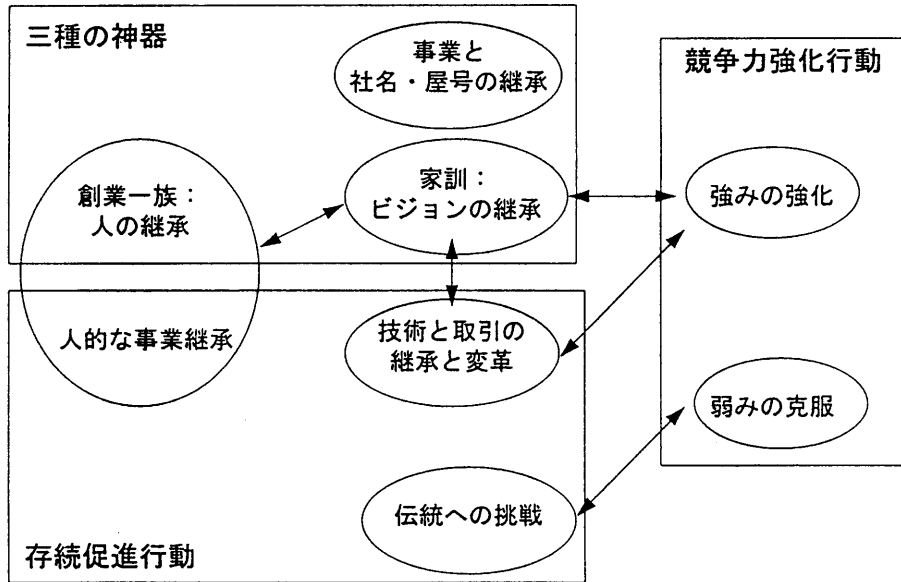 三種の神器
事業と
社名・屋号の継承
創業一族：
人の継承
家訓：
ビジョンの継承
人的な事業継承
技術と取引の
継承と変革
伝統への挑戦
存続促進行動
競争力強化行動
強みの強化
弱みの克服